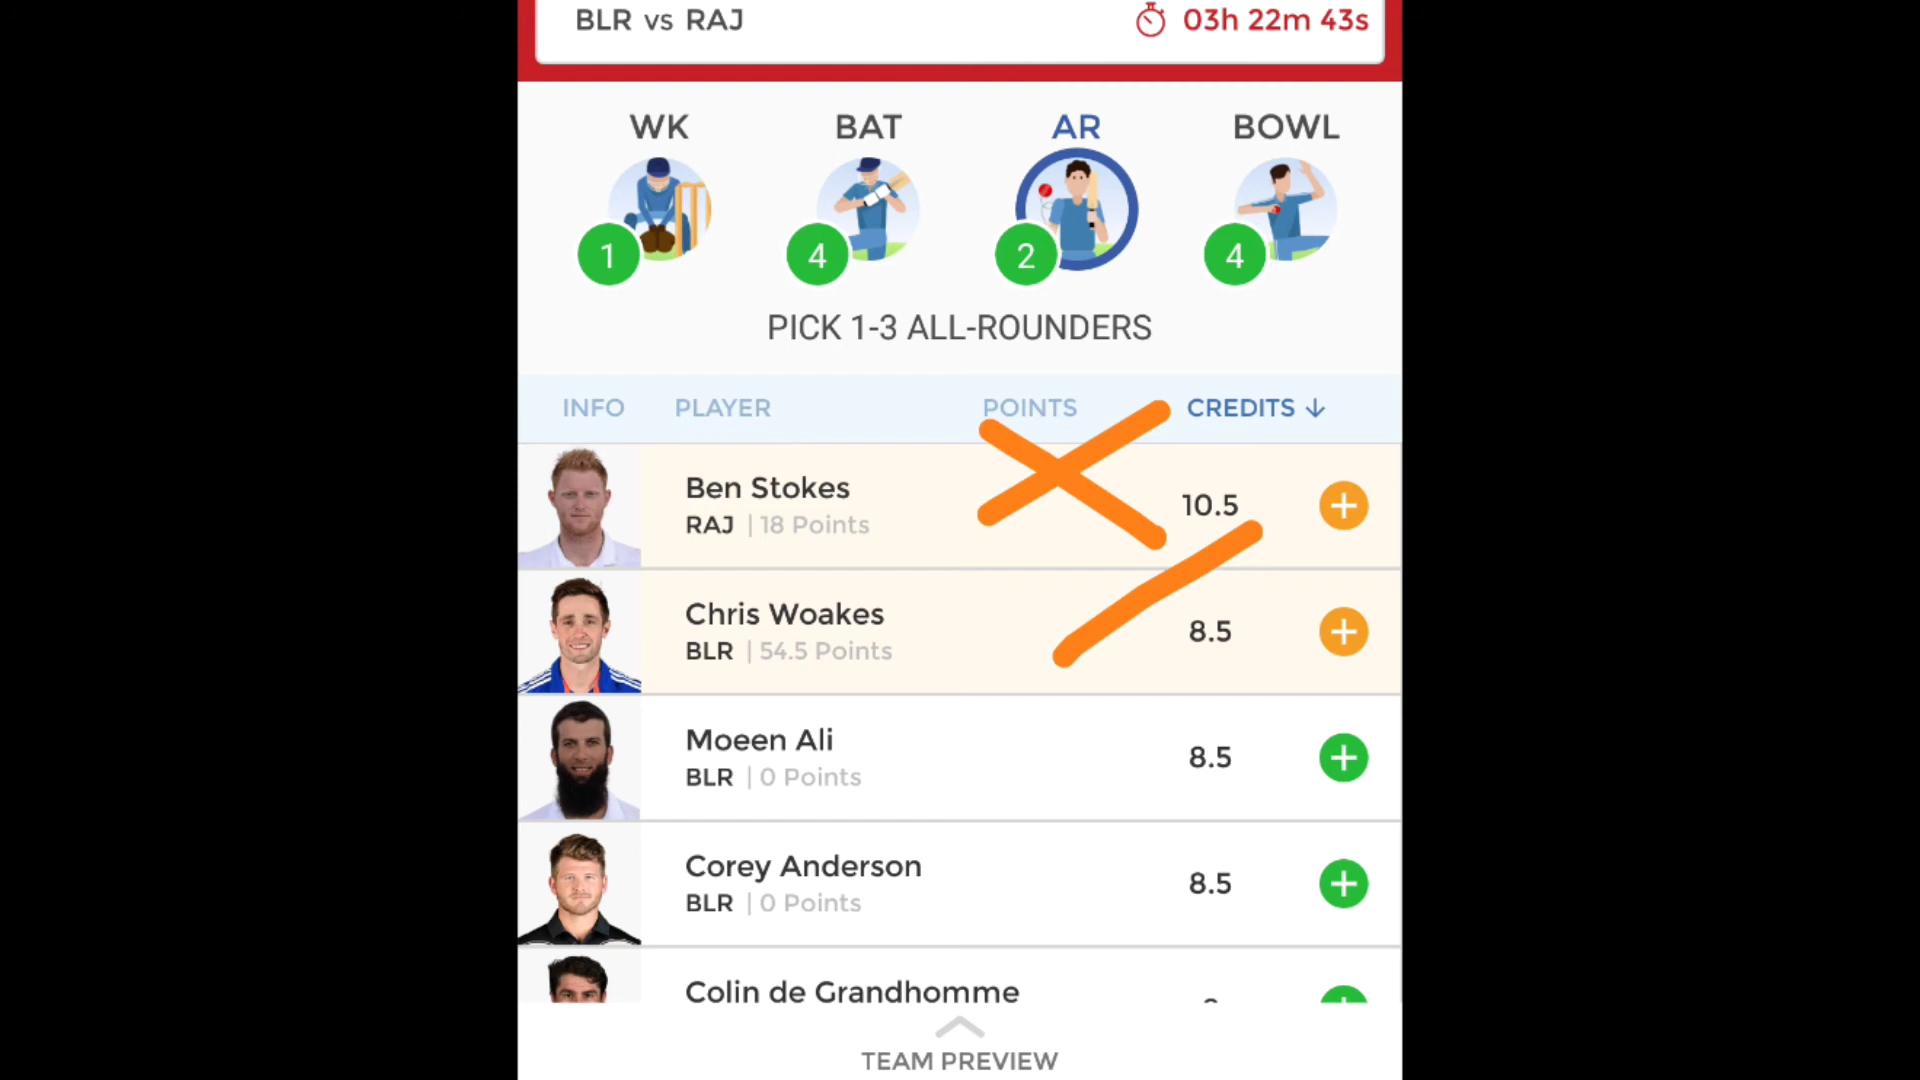 BLR vs RAJ 03h 22m 43s
WK BAT AR BOWL
1 4 2 4
PICK 1-3 ALL-ROUNDERS
INFO PLAYER POINTS CREDITS ↓
Ben Stokes
RAJ | 18 Points 10.5 +
Chris Woakes
BLR | 54.5 Points 8.5 +
Moeen Ali
BLR | 0 Points 8.5 +
Corey Anderson
BLR | 0 Points 8.5 +
Colin de Grandhomme
TEAM PREVIEW